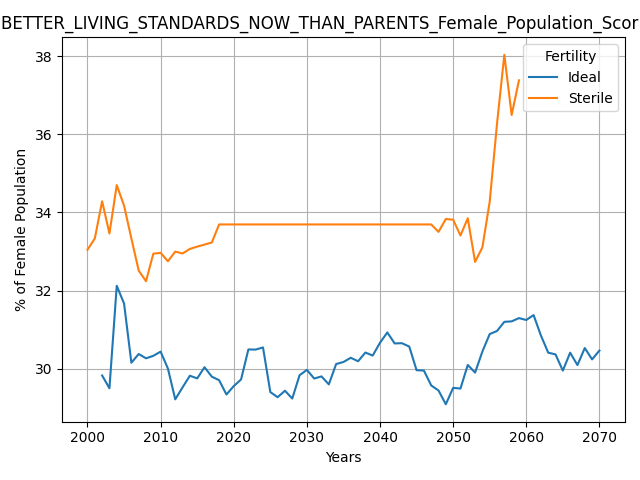 BETTER_LIVING_STANDARDS_NOW_THAN_PARENTS_Female_Population_Scor
Fertility
Ideal
Sterile
% of Female Population
38
36
34
32
30
2000 2010 2020 2030 2040 2050 2060 2070
Years